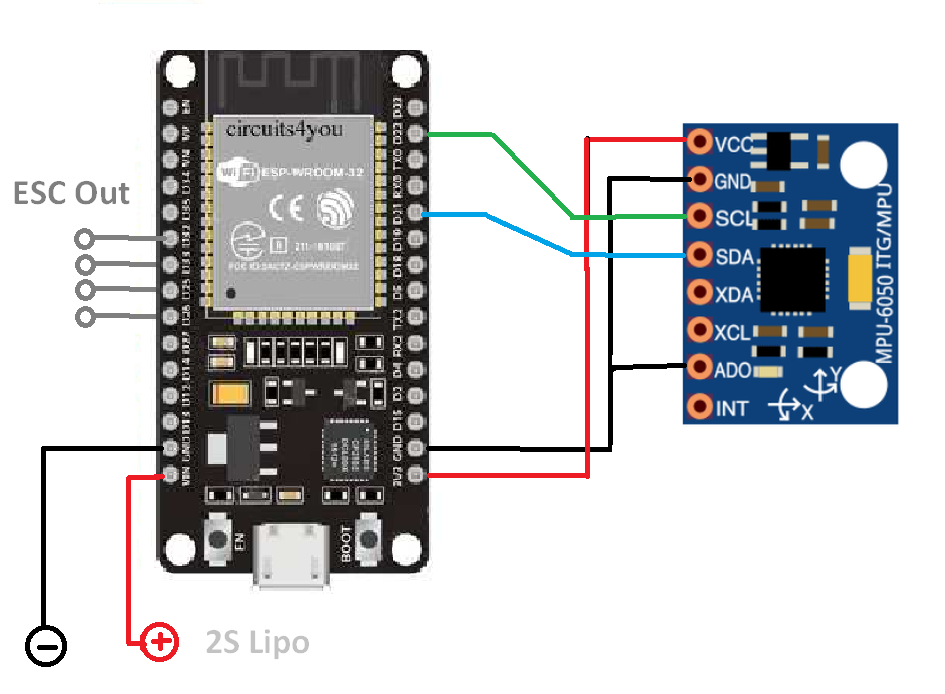 circuits4you
WiFi ESP-WROOM-32
CE
R
ESC Out
EN
VP
VN
D34
D35
D32
D33
D25
D26
D27
D14
D12
D13
GND
VIN
D22
TX0
RX0
D21
D19
D18
D5
TX2
RX2
D4
D2
D15
GND
3V3
EN
BOOT
2S Lipo
VCC
GND
SCL
SDA
XDA
XCL
ADO
INT
MPU-6050 ITG/MPU
Y
X